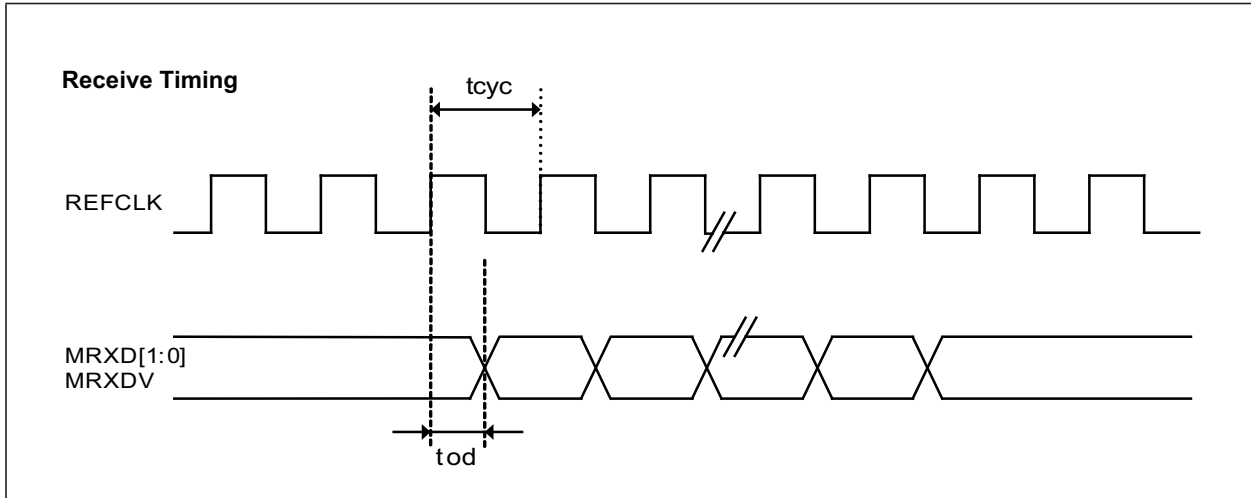 Receive Timing
tcyc
REFCLK
MRXD[1:0]
MRXDV
tod